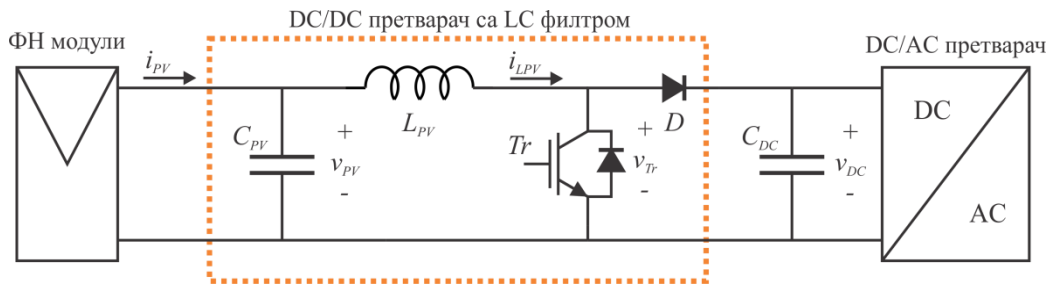 DC/DC претварач са LC филтром
ФН модули
DC/AC претварач
i_PV
i_LPV
L_PV
D
C_PV
+
v_PV
-
Tr
+
v_Tr
-
C_DC
+
v_DC
-
DC
AC